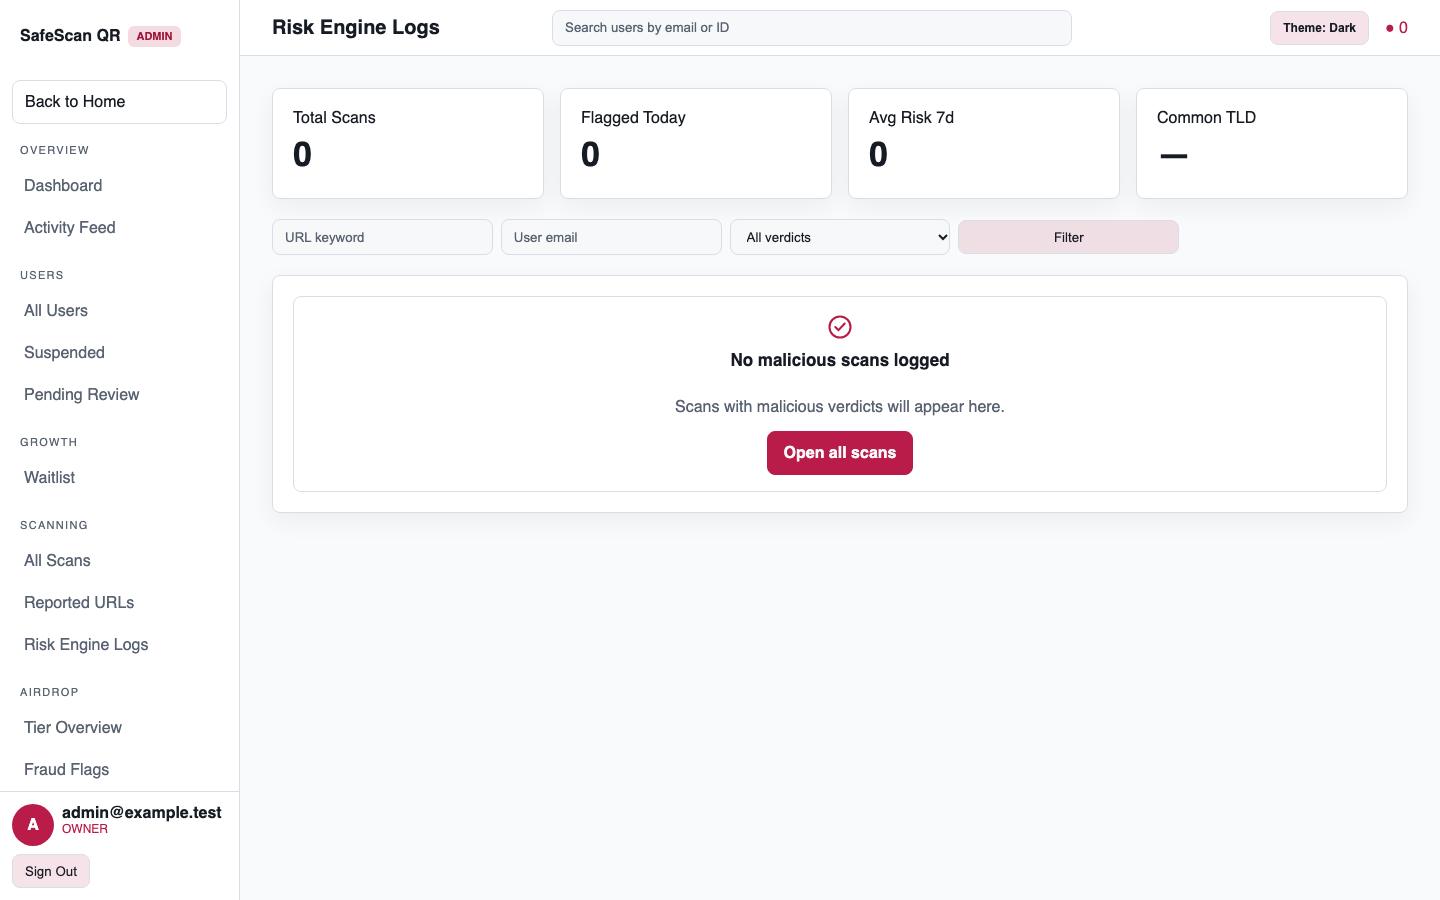 SafeScan QR ADMIN
Back to Home
OVERVIEW
Dashboard
Activity Feed
USERS
All Users
Suspended
Pending Review
GROWTH
Waitlist
SCANNING
All Scans
Reported URLs
Risk Engine Logs
AIRDROP
Tier Overview
Fraud Flags
A
admin@example.test
OWNER
Sign Out
Risk Engine Logs
Search users by email or ID
Theme: Dark
● 0
Total Scans
0
Flagged Today
0
Avg Risk 7d
0
Common TLD
—
URL keyword
User email
All verdicts
Filter
No malicious scans logged
Scans with malicious verdicts will appear here.
Open all scans